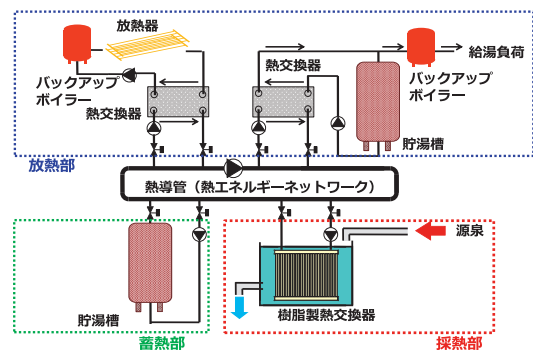 放熱器
バックアップ
ボイラー
熱交換器
熱交換器
給湯負荷
バックアップ
ボイラー
貯湯槽
放熱部
熱導管（熱エネルギーネットワーク）
源泉
貯湯槽
樹脂製熱交換器
蓄熱部
採熱部